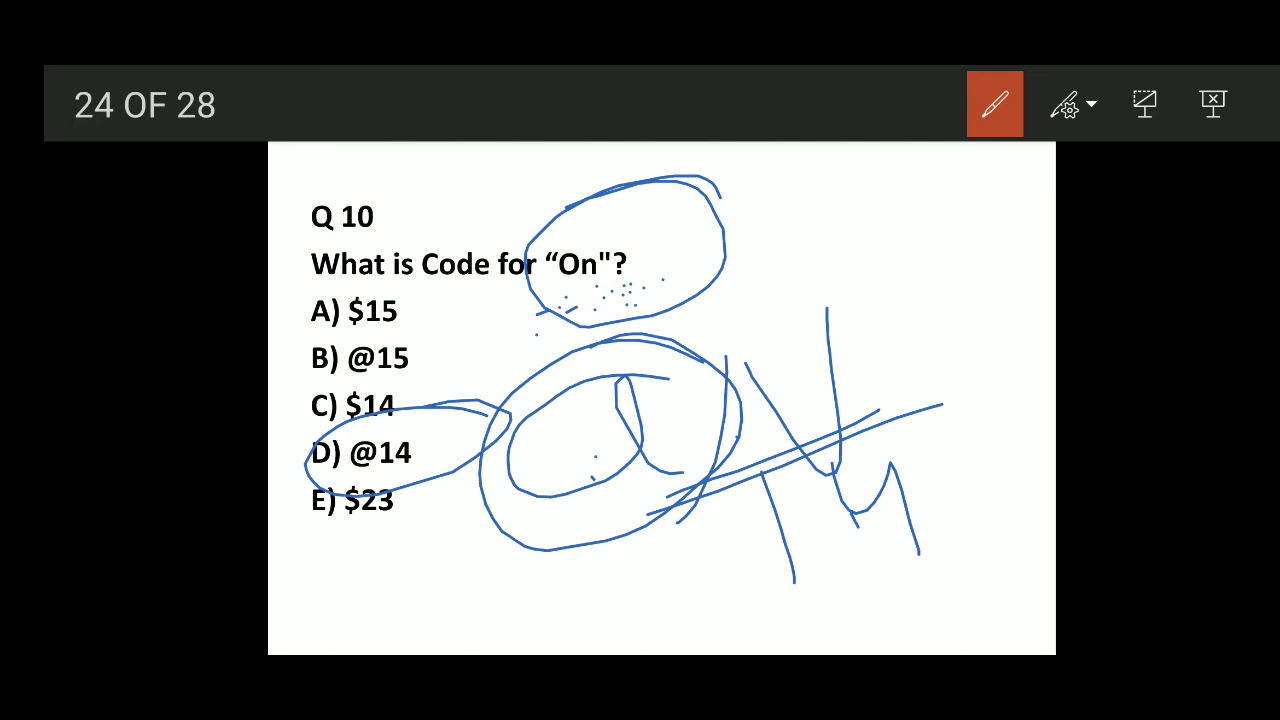 24 OF 28
Q 10
What is Code for “On"?
A) $15
B) @15
C) $14
D) @14
E) $23